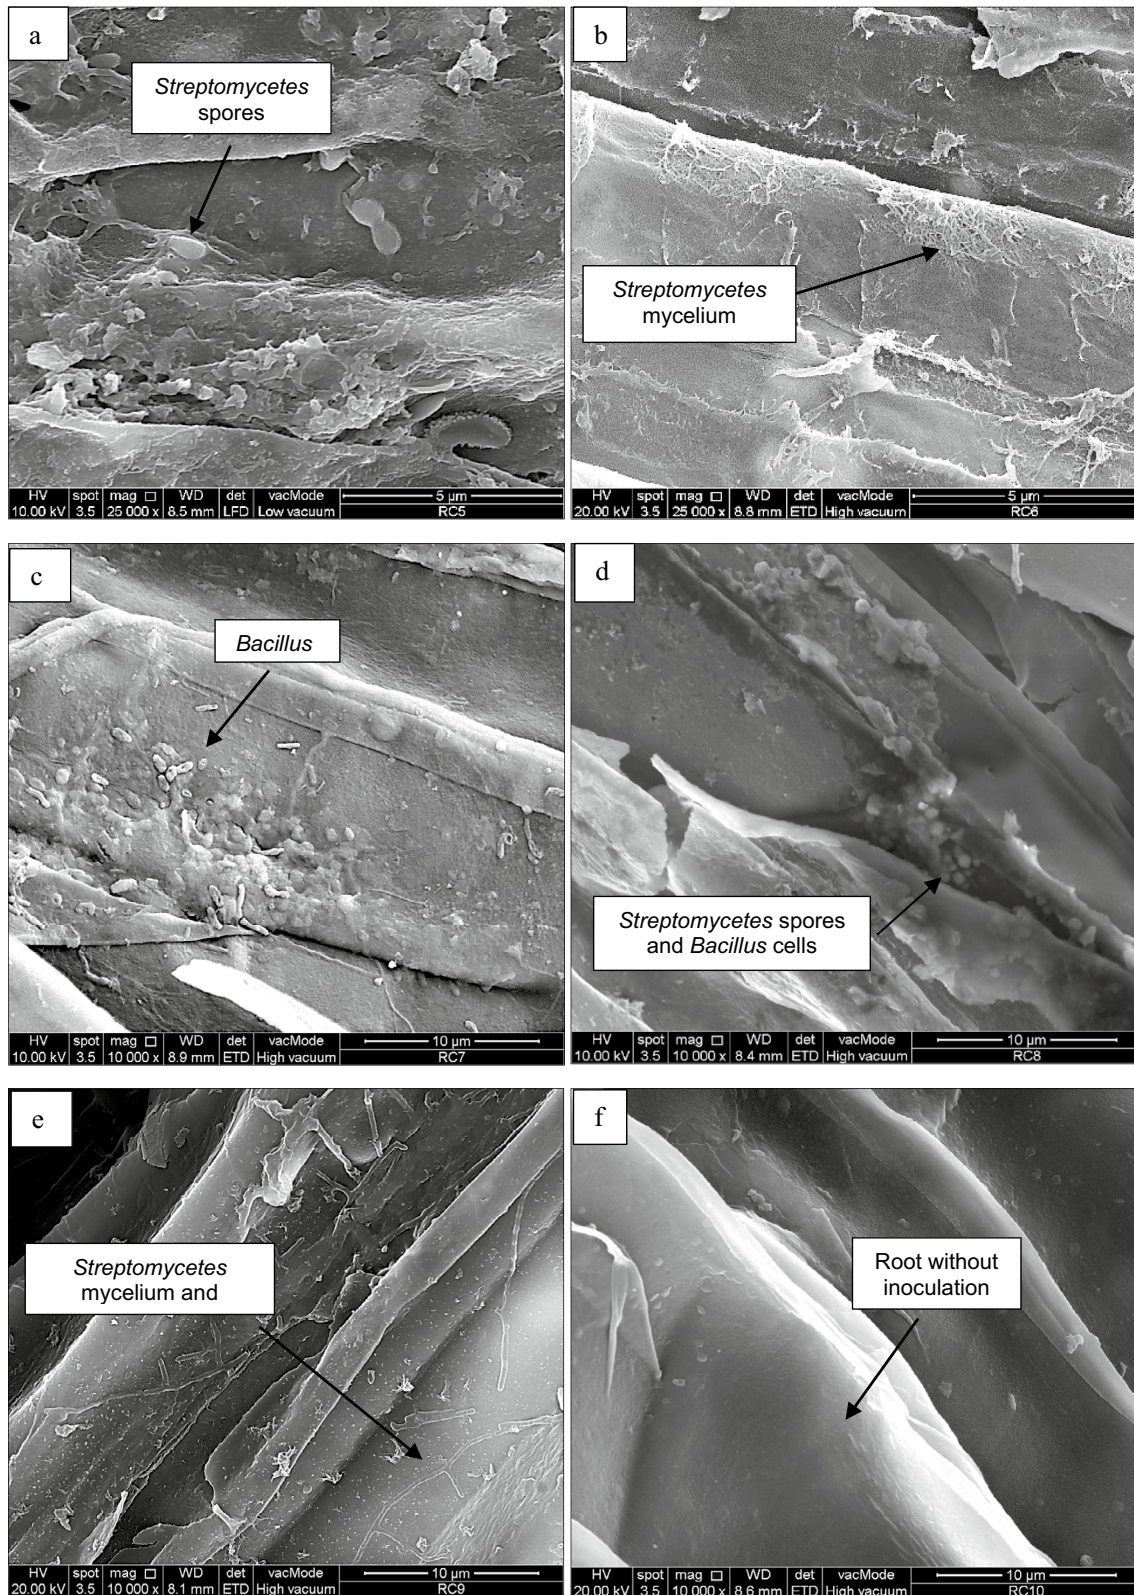 a
Streptomycetes
spores
HV spot mag WD det vacMode 5 µm
10.00 kV 3.5 25 000 x 8.5 mm LFD Low vacuum RC5
b
Streptomycetes
mycelium
HV spot mag WD det vacMode 5 µm
20.00 kV 3.5 25 000 x 8.8 mm ETD High vacuum RC6
c
Bacillus
HV spot mag WD det vacMode 10 µm
10.00 kV 3.5 10 000 x 8.9 mm ETD High vacuum RC7
d
Streptomycetes spores
and Bacillus cells
HV spot mag WD det vacMode 10 µm
10.00 kV 3.5 10 000 x 8.4 mm ETD High vacuum RC8
e
Streptomycetes
mycelium and
HV spot mag WD det vacMode 10 µm
20.00 kV 3.5 10 000 x 8.1 mm ETD High vacuum RC9
f
Root without
inoculation
HV spot mag WD det vacMode 10 µm
20.00 kV 3.5 10 000 x 8.6 mm ETD High vacuum RC10